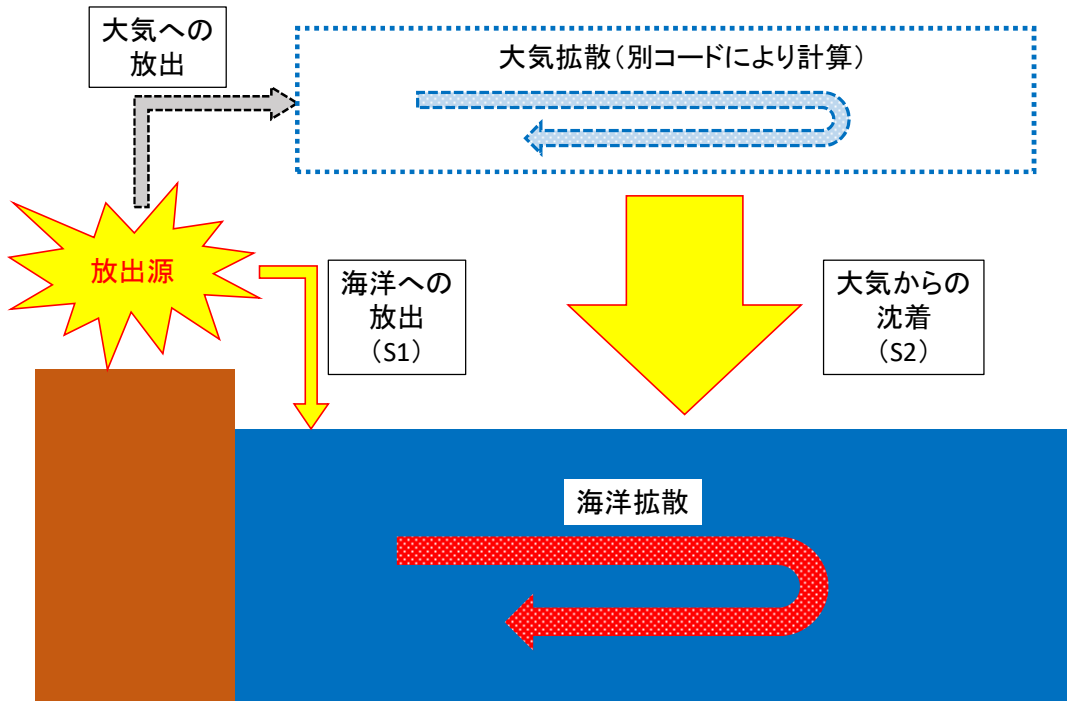 大気への
放出
大気拡散（別コードにより計算）
放出源
海洋への
放出
（S1）
大気からの
沈着
（S2）
海洋拡散